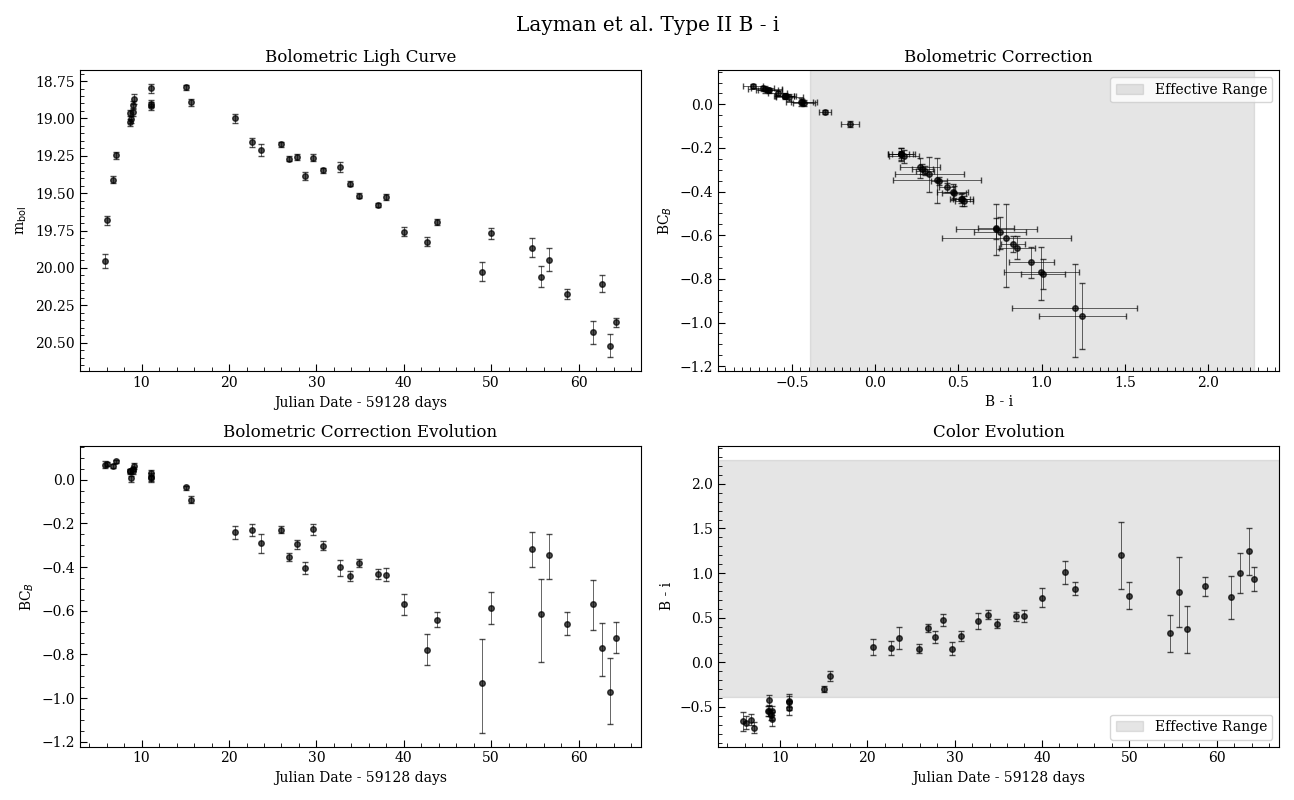 Layman et al. Type II B - i
Bolometric Ligh Curve
18.75
19.00
19.25
19.50
19.75
20.00
20.25
20.50
m_bol
10 20 30 40 50 60
Julian Date - 59128 days
Bolometric Correction
Effective Range
0.0
−0.2
−0.4
−0.6
−0.8
−1.0
−1.2
BC_B
−0.5 0.0 0.5 1.0 1.5 2.0
B - i
Bolometric Correction Evolution
0.0
−0.2
−0.4
−0.6
−0.8
−1.0
−1.2
BC_B
10 20 30 40 50 60
Julian Date - 59128 days
Color Evolution
2.0
1.5
1.0
0.5
0.0
−0.5
B - i
Effective Range
10 20 30 40 50 60
Julian Date - 59128 days